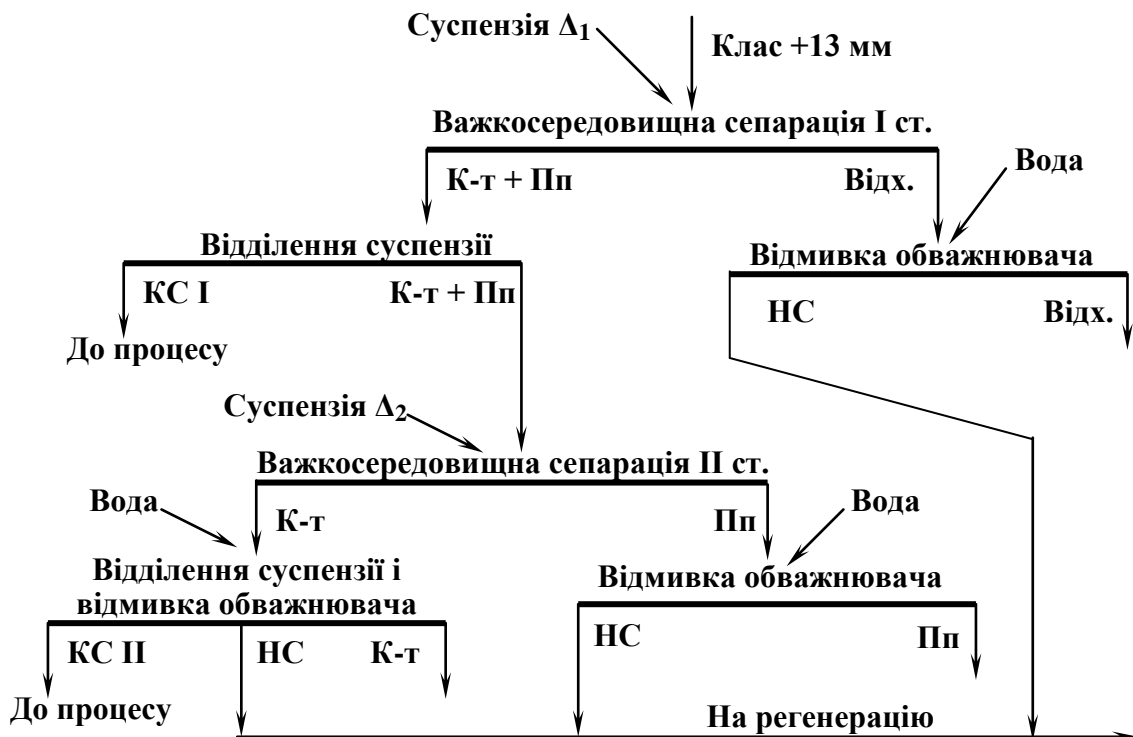 Суспензія Δ1
Клас +13 мм
Важкосередовищна сепарація І ст.
К-т + Пп
Відх.
Вода
Відділення суспензії
Відмивка обважнювача
КС І
К-т + Пп
НС
Відх.
До процесу
Суспензія Δ2
Важкосередовищна сепарація ІІ ст.
Вода
К-т
Пп
Вода
Відділення суспензії і
відмивка обважнювача
Відмивка обважнювача
КС ІІ
НС
К-т
НС
Пп
До процесу
На регенерацію